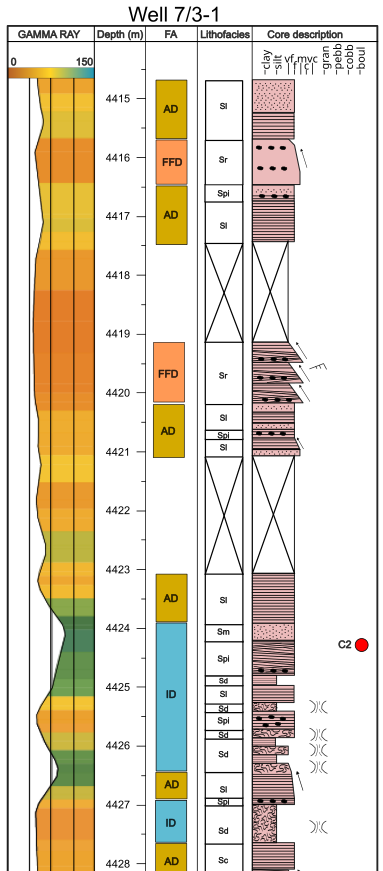 Well 7/3-1
GAMMA RAY Depth (m) FA Lithofacies Core description
0 150
clay silt vf f m c vc gran pebb cobb boul
4415 AD Sl
4416 FFD Sr
Spi
4417 AD Sl
4418
4419
FFD Sr
4420
Sl
AD Spi
4421 Sl
4422
4423
AD Sl
4424 Sm
C2
Spi
Sd
4425 Sl
Sd
ID Spi
Sd
4426 Sd
AD Sl
4427 Spi
ID Sd
4428 AD Sc